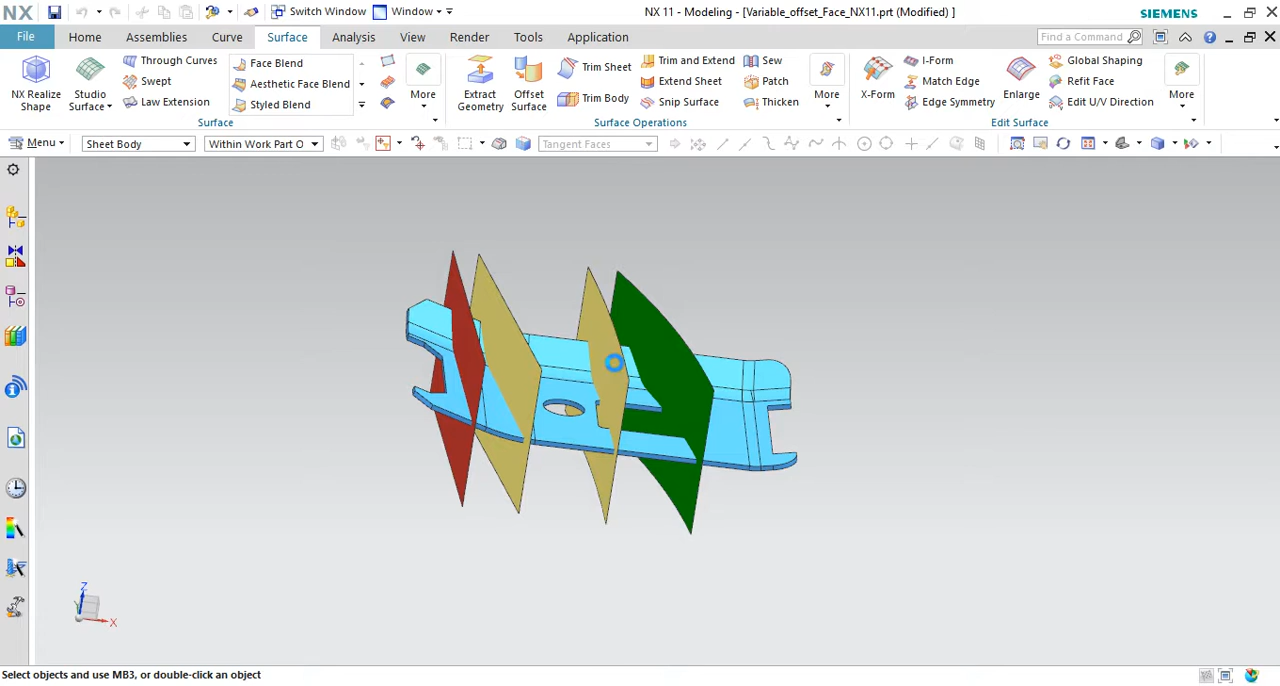 NX Switch Window Window NX 11 - Modeling - [Variable_offset_Face_NX11.prt (Modified) ] SIEMENS
File Home Assemblies Curve Surface Analysis View Render Tools Application Find a Command
NX Realize Shape
Studio Surface
Through Curves
Swept
Law Extension
Face Blend
Aesthetic Face Blend
Styled Blend
More
Surface
Extract Geometry
Offset Surface
Trim Sheet
Trim Body
Trim and Extend
Extend Sheet
Snip Surface
Sew
Patch
Thicken
More
Surface Operations
X-Form
I-Form
Match Edge
Edge Symmetry
Enlarge
Global Shaping
Refit Face
Edit U/V Direction
More
Edit Surface
Menu Sheet Body Within Work Part O Tangent Faces
Z
Y
X
Select objects and use MB3, or double-click an object